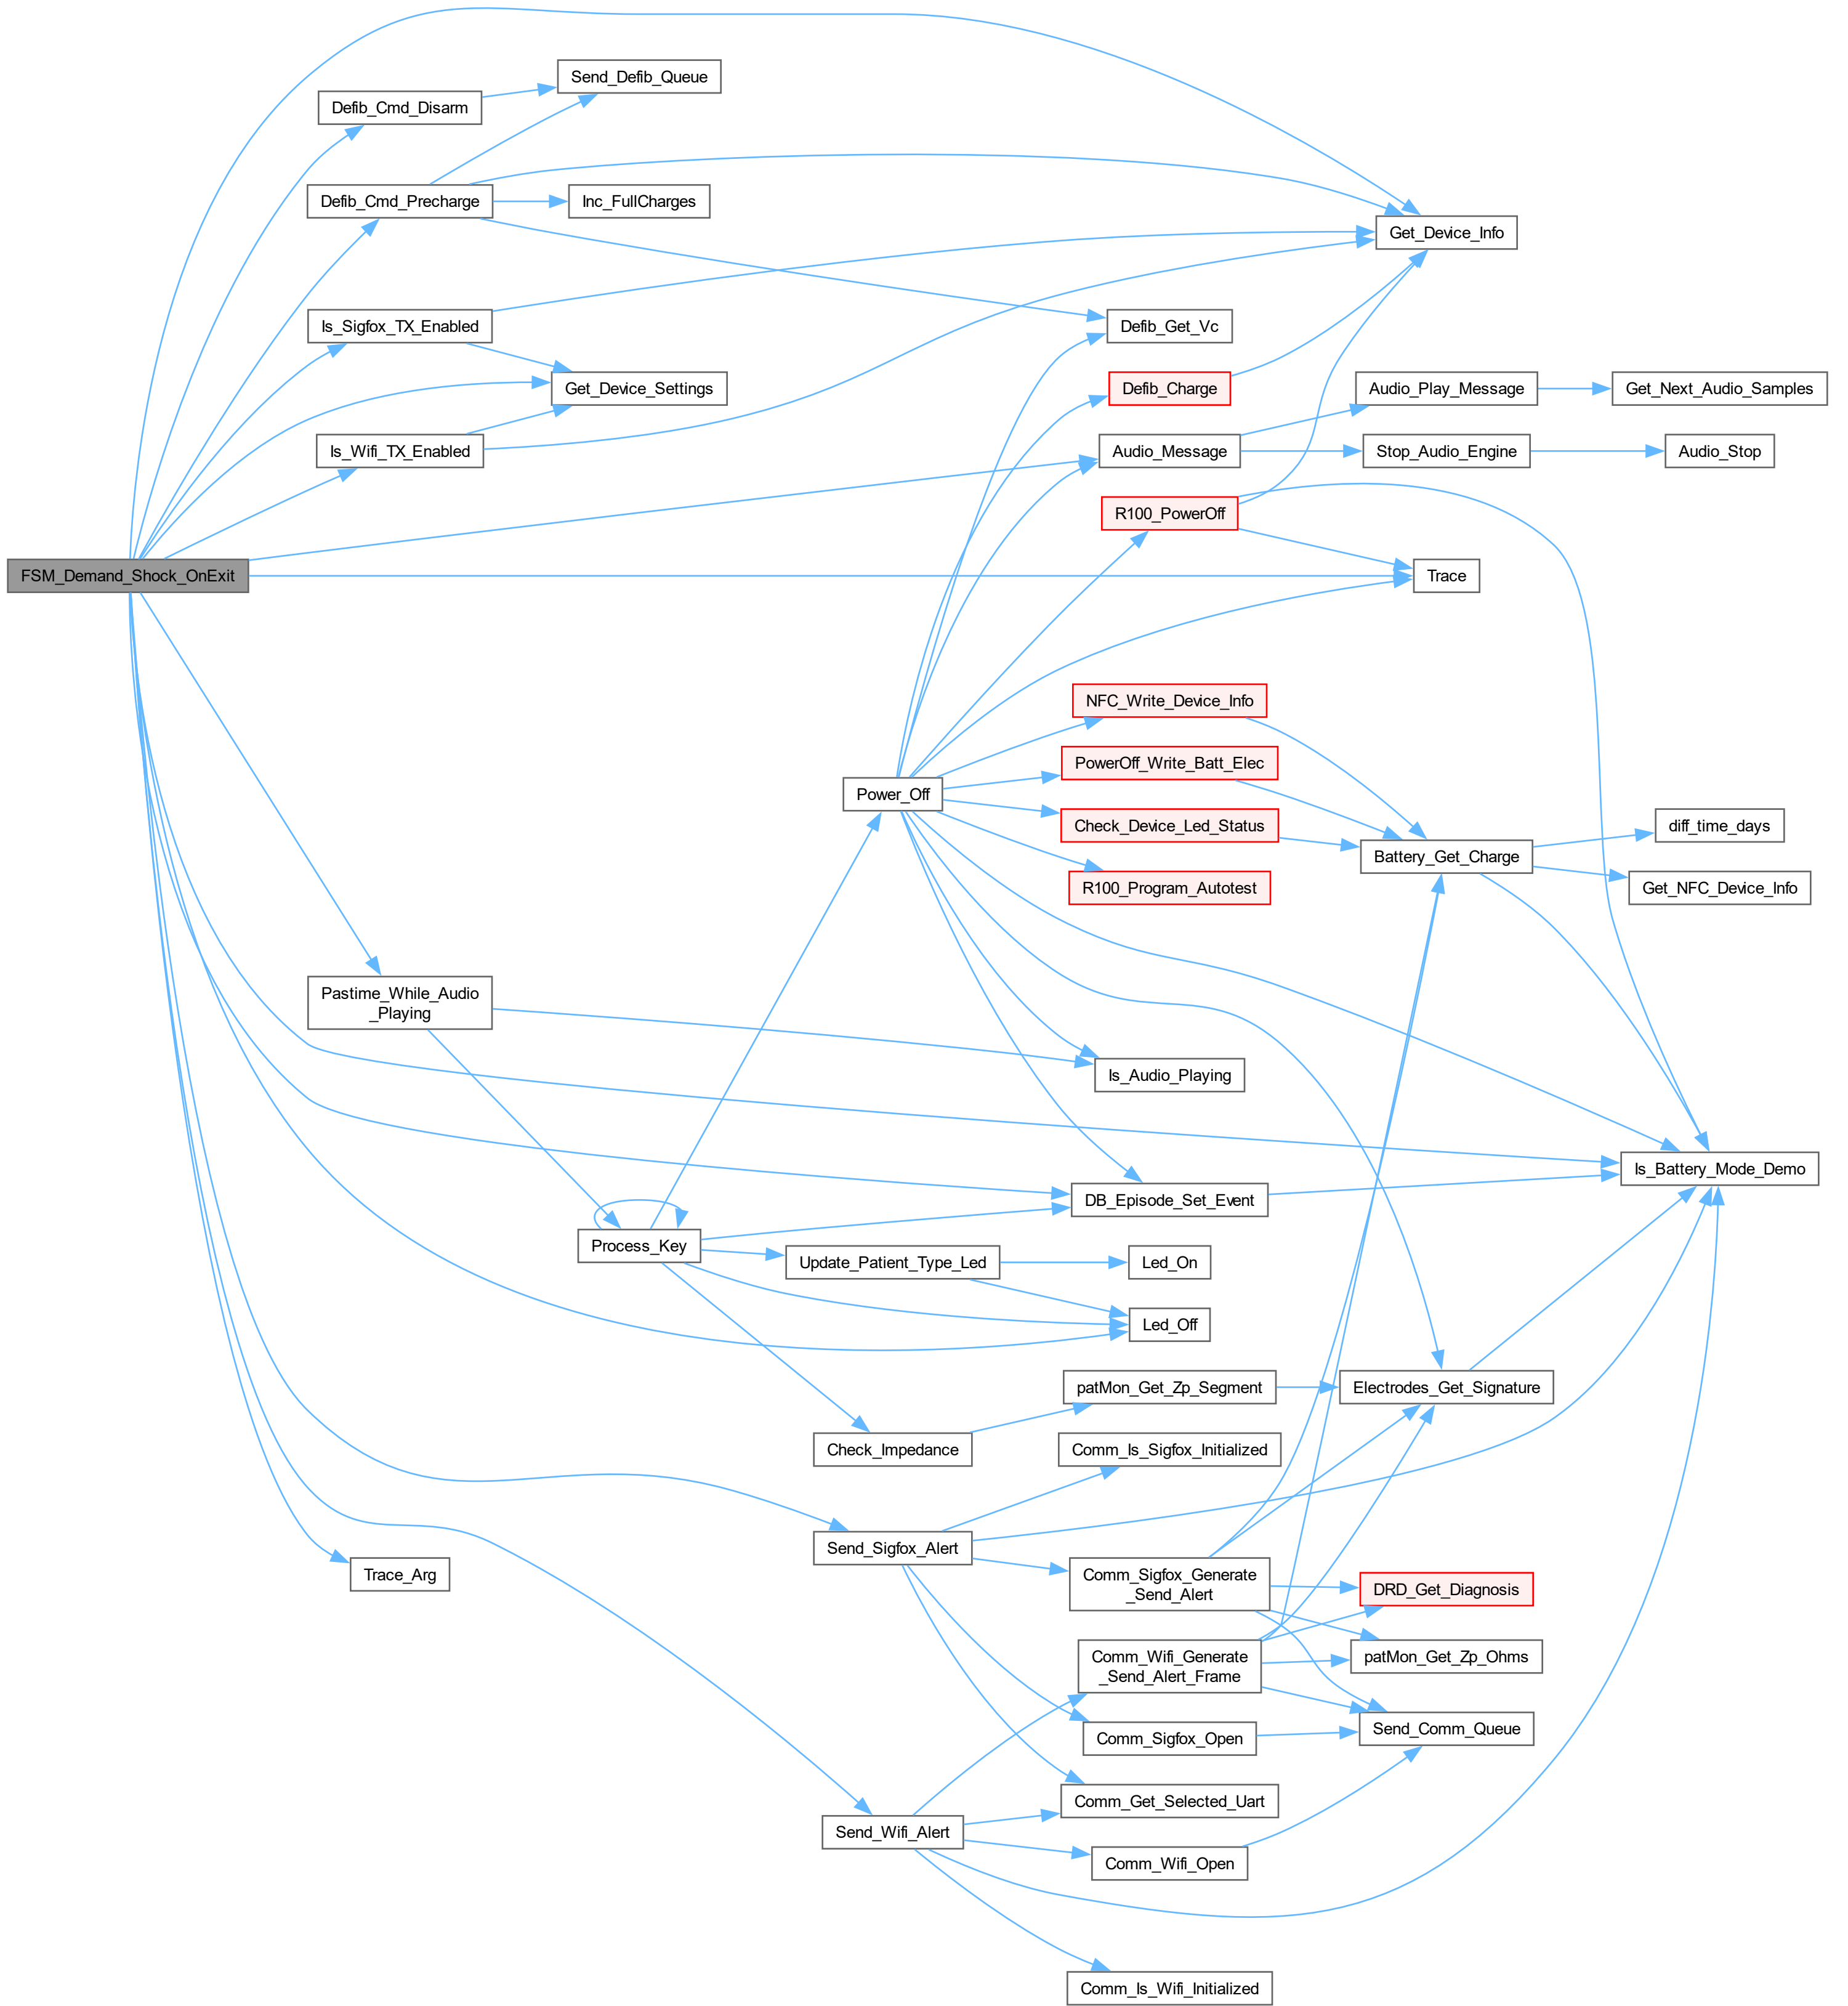 Send_Defib_Queue
Defib_Cmd_Disarm
Defib_Cmd_Precharge
Inc_FullCharges
Get_Device_Info
Is_Sigfox_TX_Enabled
Defib_Get_Vc
Get_Device_Settings
Defib_Charge
Audio_Play_Message
Get_Next_Audio_Samples
Is_Wifi_TX_Enabled
Audio_Message
Stop_Audio_Engine
Audio_Stop
R100_PowerOff
FSM_Demand_Shock_OnExit
Trace
NFC_Write_Device_Info
PowerOff_Write_Batt_Elec
Power_Off
Check_Device_Led_Status
diff_time_days
Battery_Get_Charge
R100_Program_Autotest
Get_NFC_Device_Info
Pastime_While_Audio
_Playing
Is_Audio_Playing
Is_Battery_Mode_Demo
DB_Episode_Set_Event
Process_Key
Update_Patient_Type_Led
Led_On
Led_Off
patMon_Get_Zp_Segment
Electrodes_Get_Signature
Check_Impedance
Comm_Is_Sigfox_Initialized
Send_Sigfox_Alert
Trace_Arg
Comm_Sigfox_Generate
_Send_Alert
DRD_Get_Diagnosis
Comm_Wifi_Generate
_Send_Alert_Frame
patMon_Get_Zp_Ohms
Comm_Sigfox_Open
Send_Comm_Queue
Comm_Get_Selected_Uart
Send_Wifi_Alert
Comm_Wifi_Open
Comm_Is_Wifi_Initialized